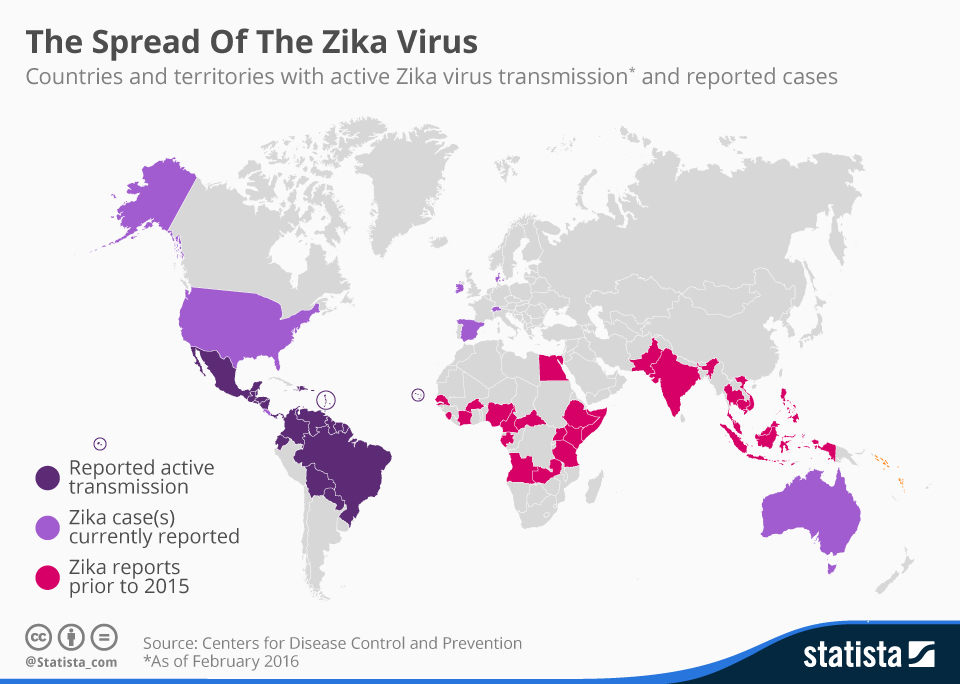 The Spread Of The Zika Virus
Countries and territories with active Zika virus transmission* and reported cases
Reported active
transmission
Zika case(s)
currently reported
Zika reports
prior to 2015
cc
@Statista_com
Source: Centers for Disease Control and Prevention
*As of February 2016
statista